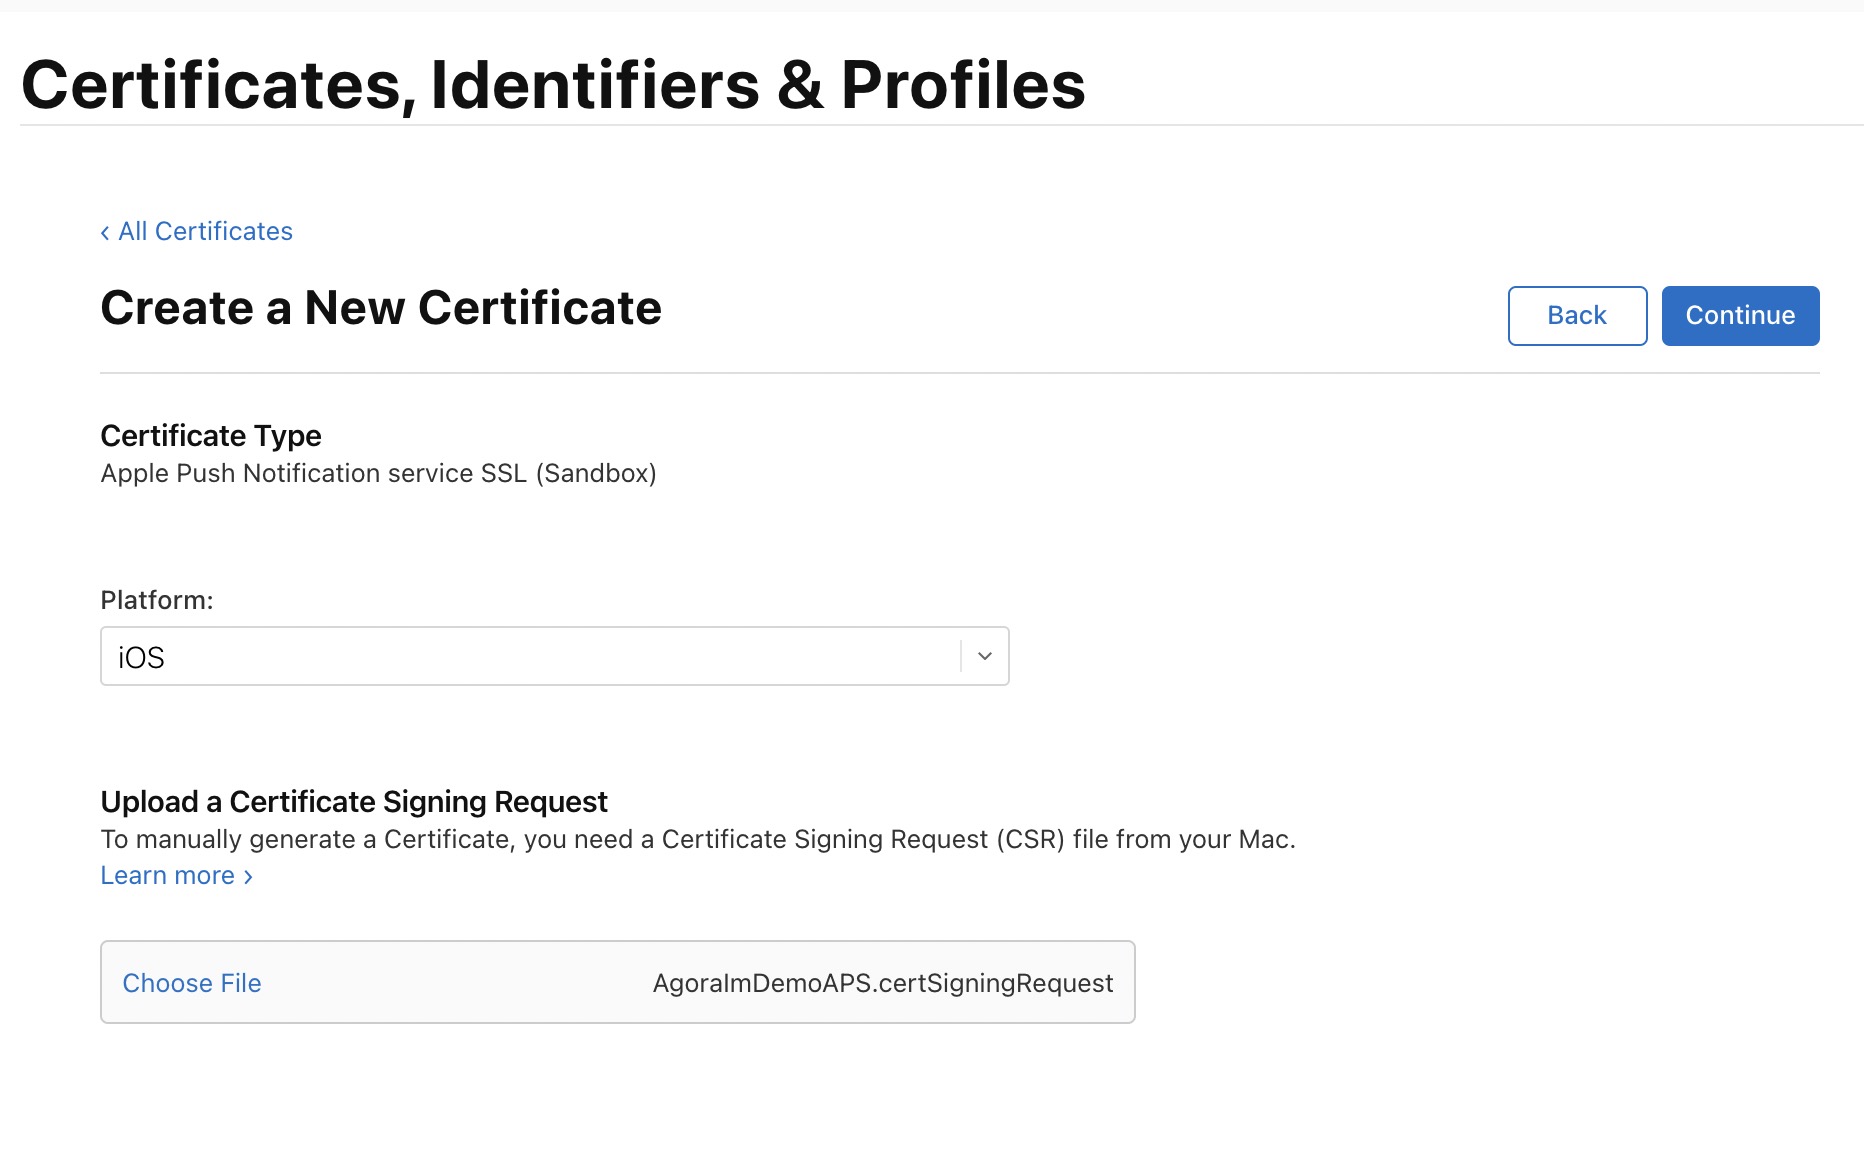 Certificates, Identifiers & Profiles
‹ All Certificates
Create a New Certificate
Back
Continue
Certificate Type
Apple Push Notification service SSL (Sandbox)
Platform:
iOS
Upload a Certificate Signing Request
To manually generate a Certificate, you need a Certificate Signing Request (CSR) file from your Mac.
Learn more ›
Choose File
AgoraImDemoAPS.certSigningRequest